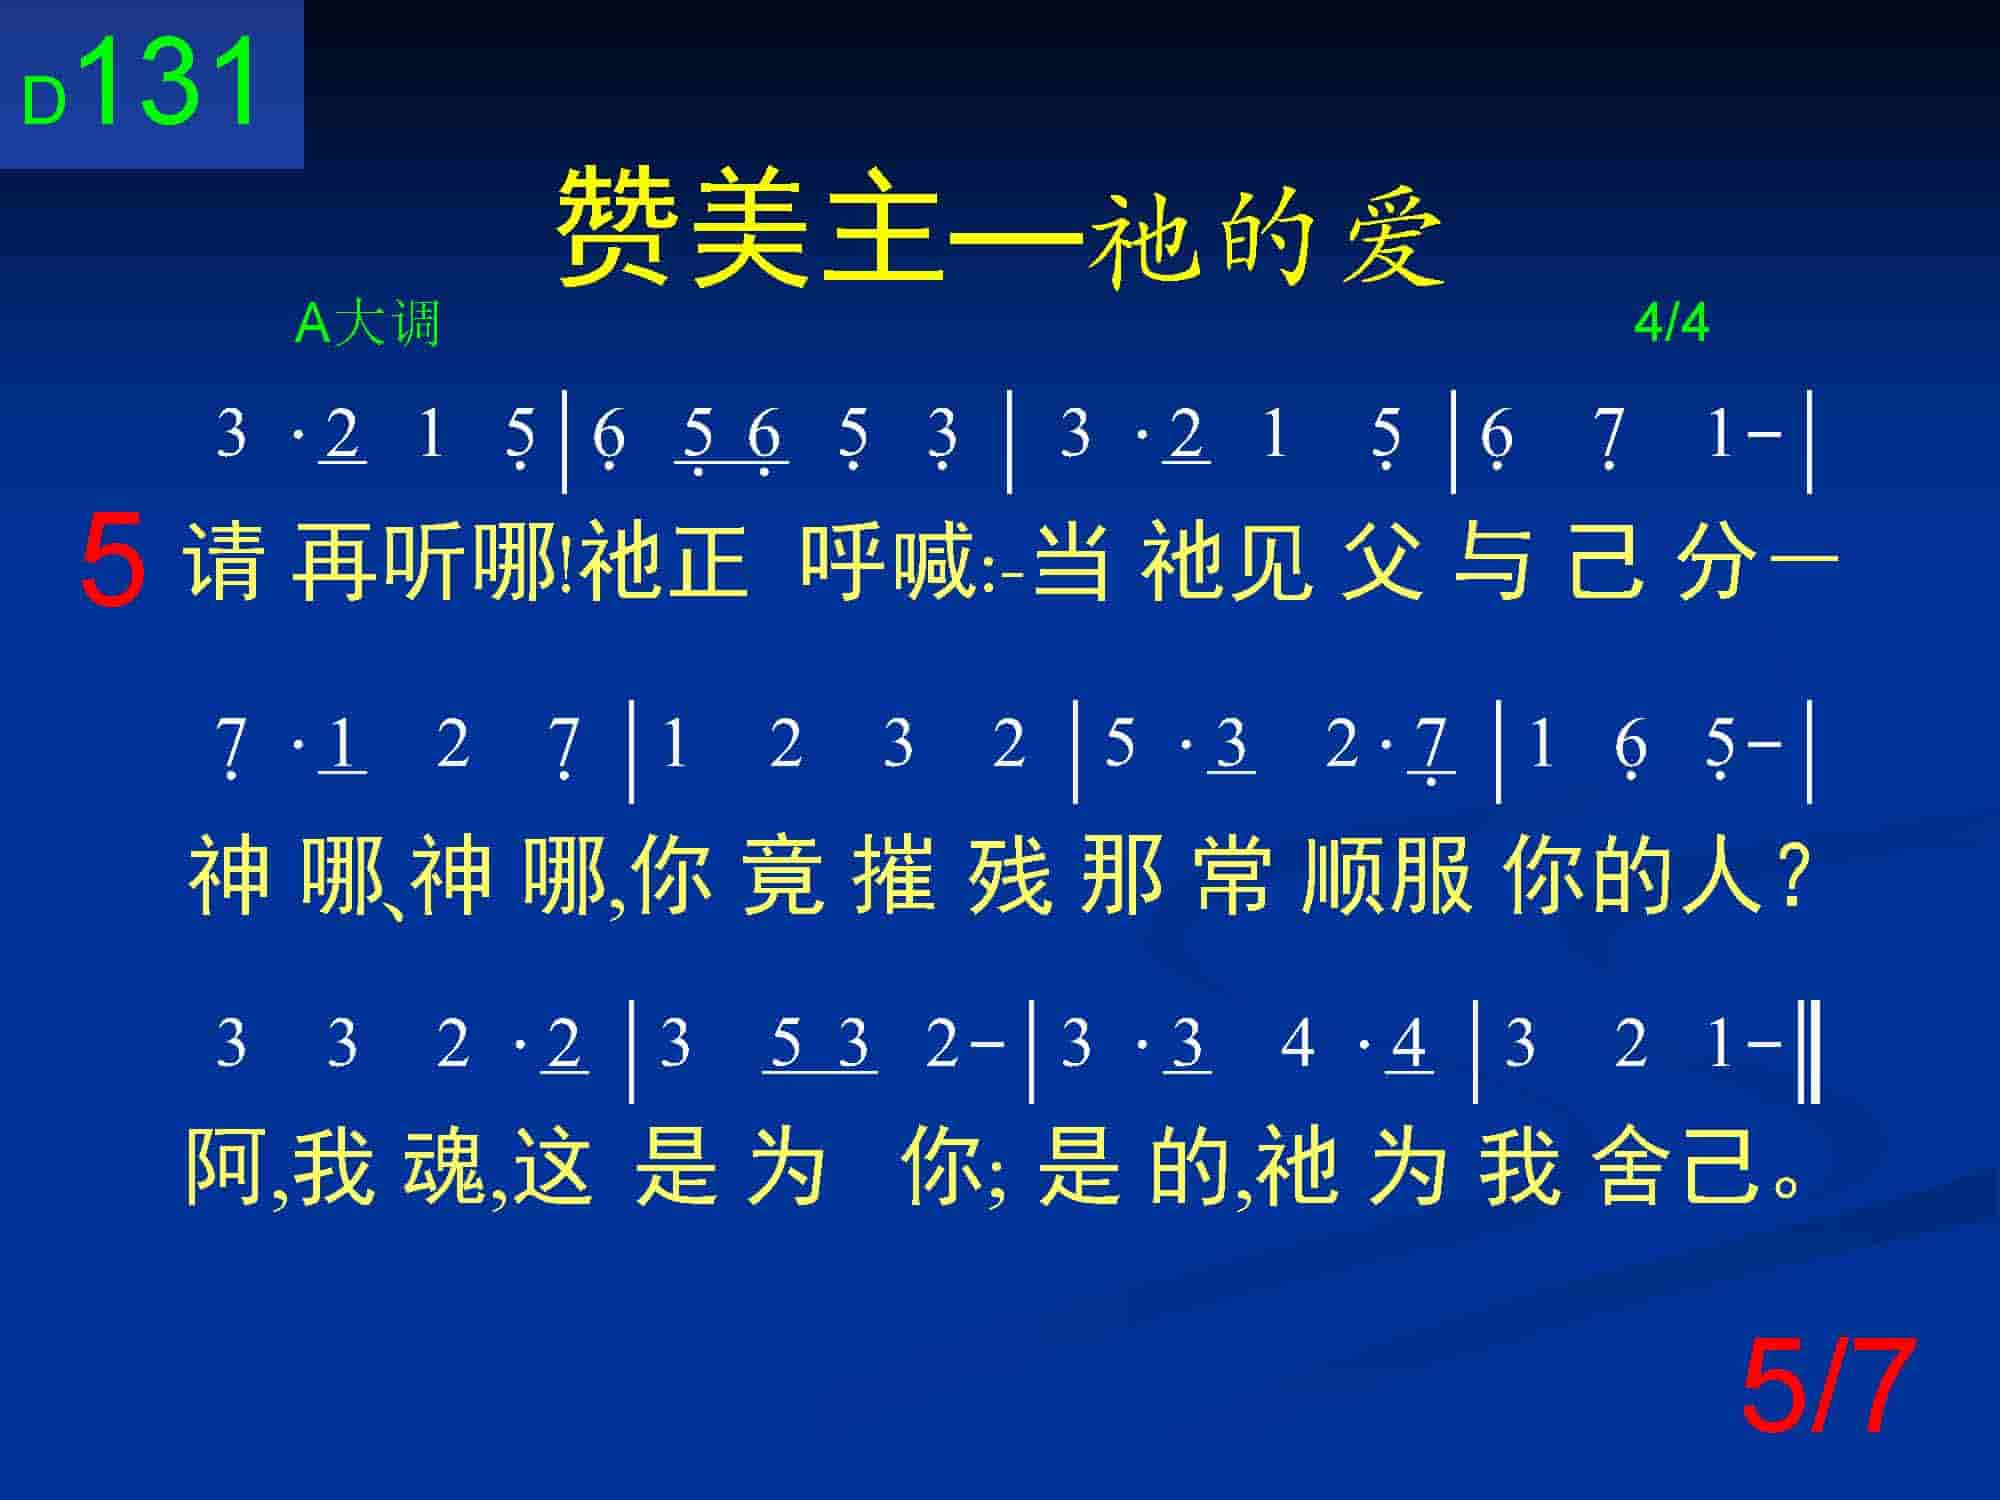 D131
赞美主—祂的爱
A大调 4/4
3 ·2 1 5̣ | 6̣ 5̣ 6̣ 5̣ 3̣ | 3 ·2 1 5̣ | 6̣ 7̣ 1– |
5 请再听哪!祂正 呼喊:-当祂见父与己分—
7̣ ·1 2 7̣ | 1 2 3 2 | 5 ·3 2·7̣ | 1 6̣ 5̣– |
神哪、神哪,你竟摧残那常顺服你的人?
3 3 2 ·2 | 3 5 3 2– | 3 ·3 4 ·4 | 3 2 1– ‖
阿,我魂,这是为 你;是的,祂为我舍己。
5/7